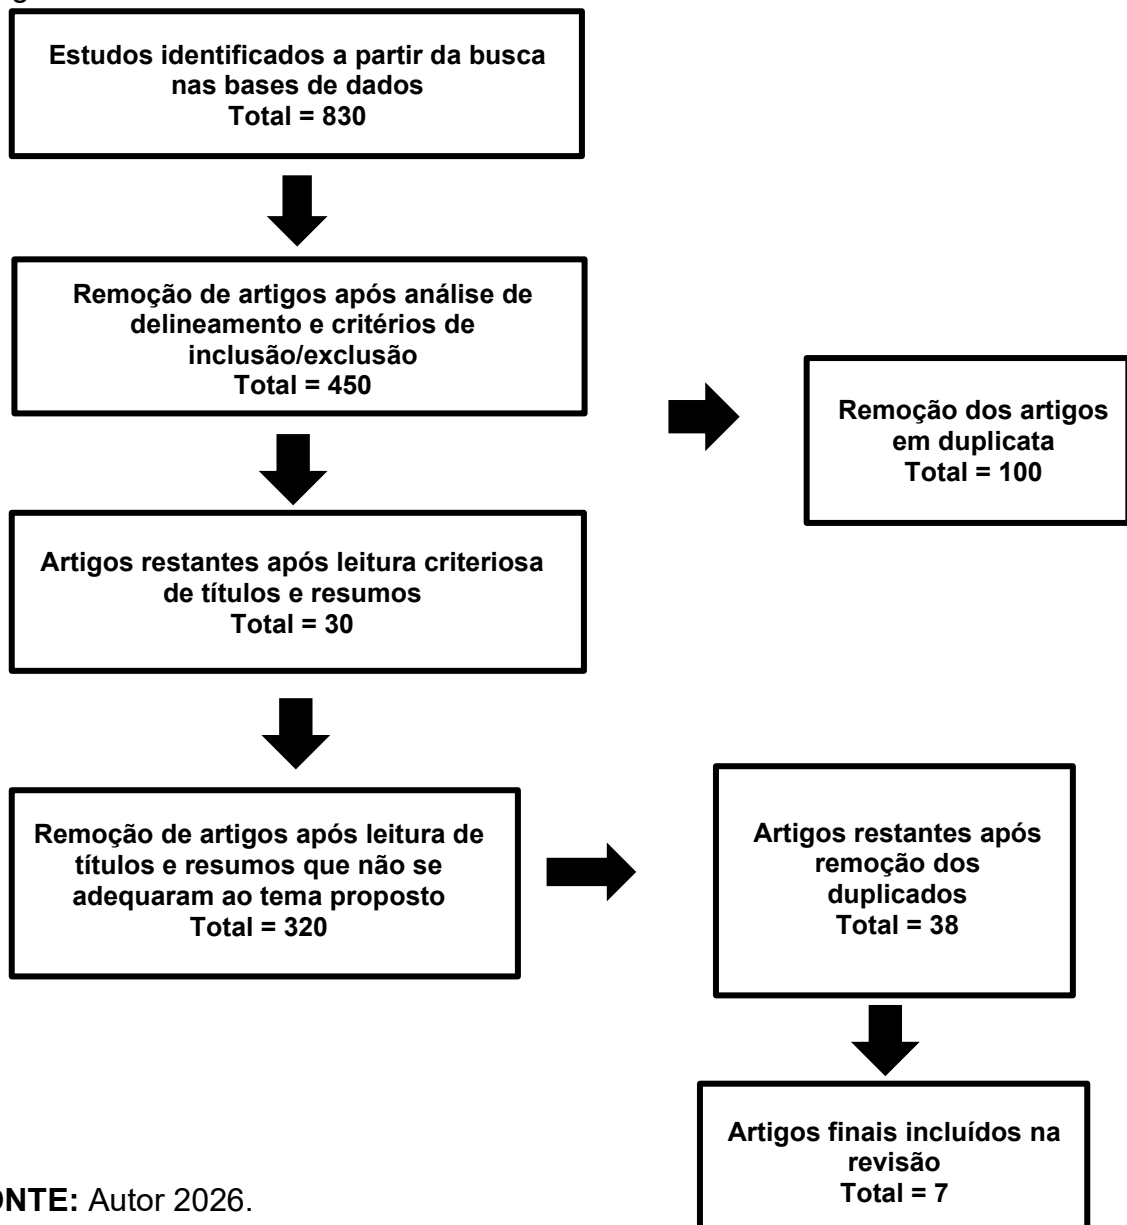 Estudos identificados a partir da busca
nas bases de dados
Total = 830
Remoção de artigos após análise de
delineamento e critérios de
inclusão/exclusão
Total = 450
Remoção dos artigos
em duplicata
Total = 100
Artigos restantes após leitura criteriosa
de títulos e resumos
Total = 30
Remoção de artigos após leitura de
títulos e resumos que não se
adequaram ao tema proposto
Total = 320
Artigos restantes após
remoção dos
duplicados
Total = 38
Artigos finais incluídos na
revisão
Total = 7
ONTE: Autor 2026.